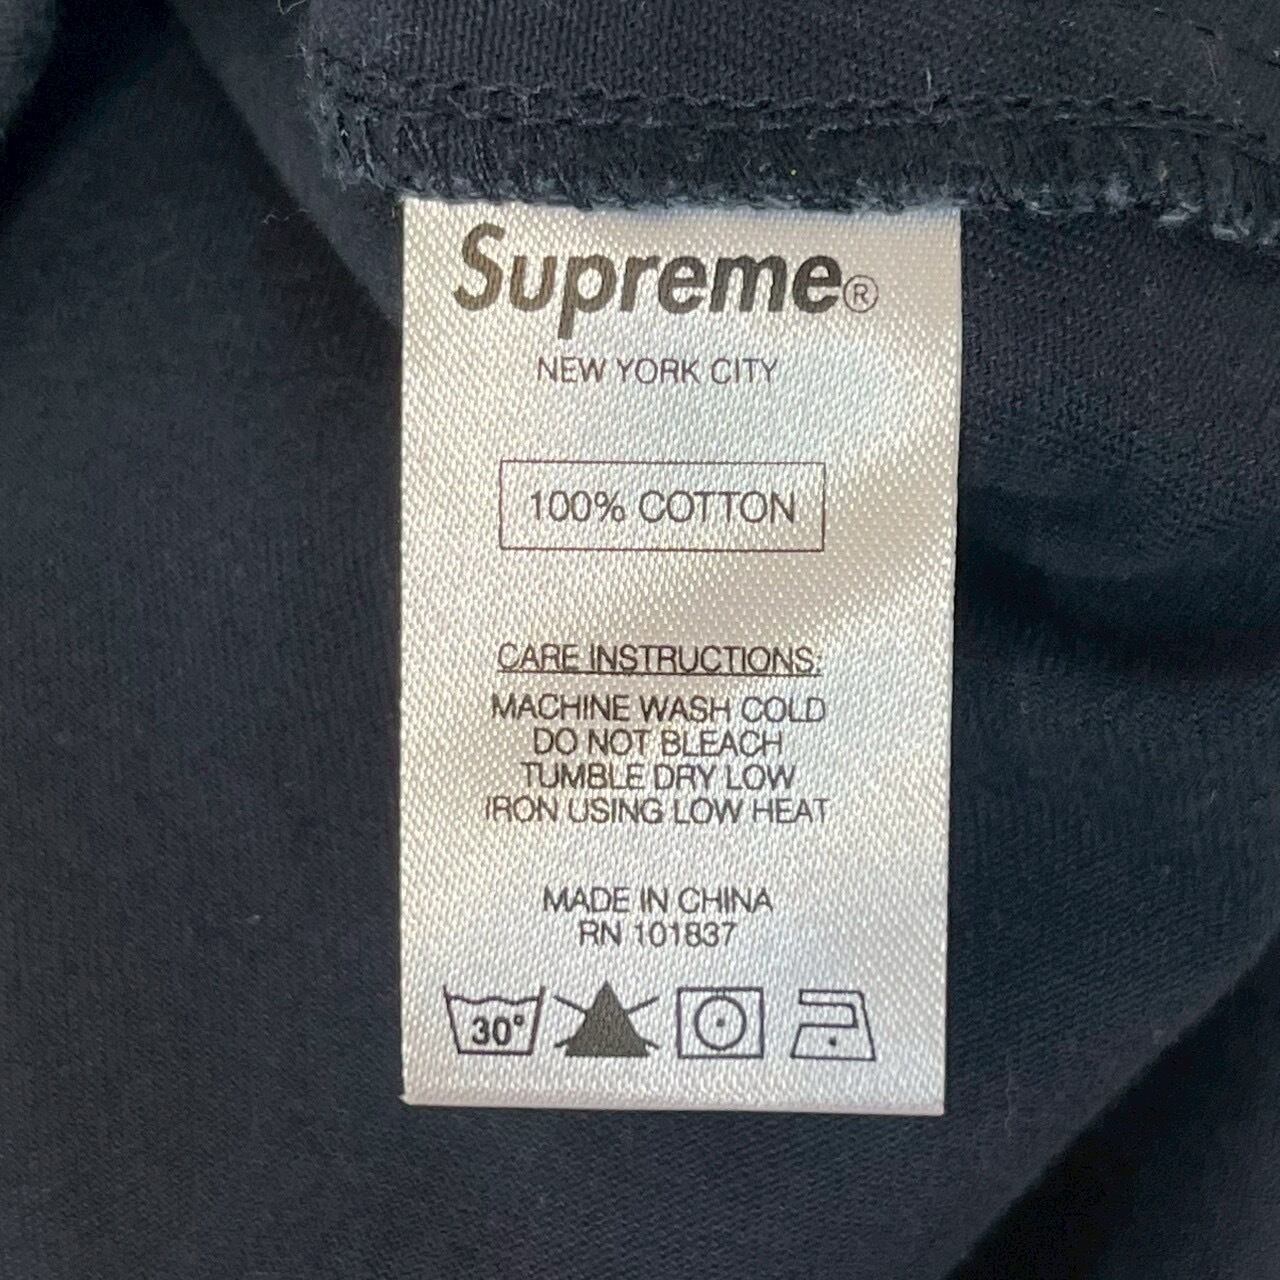 Supreme®
NEW YORK CITY
100% COTTON
CARE INSTRUCTIONS:
MACHINE WASH COLD
DO NOT BLEACH
TUMBLE DRY LOW
IRON USING LOW HEAT
MADE IN CHINA
RN 101837
30°